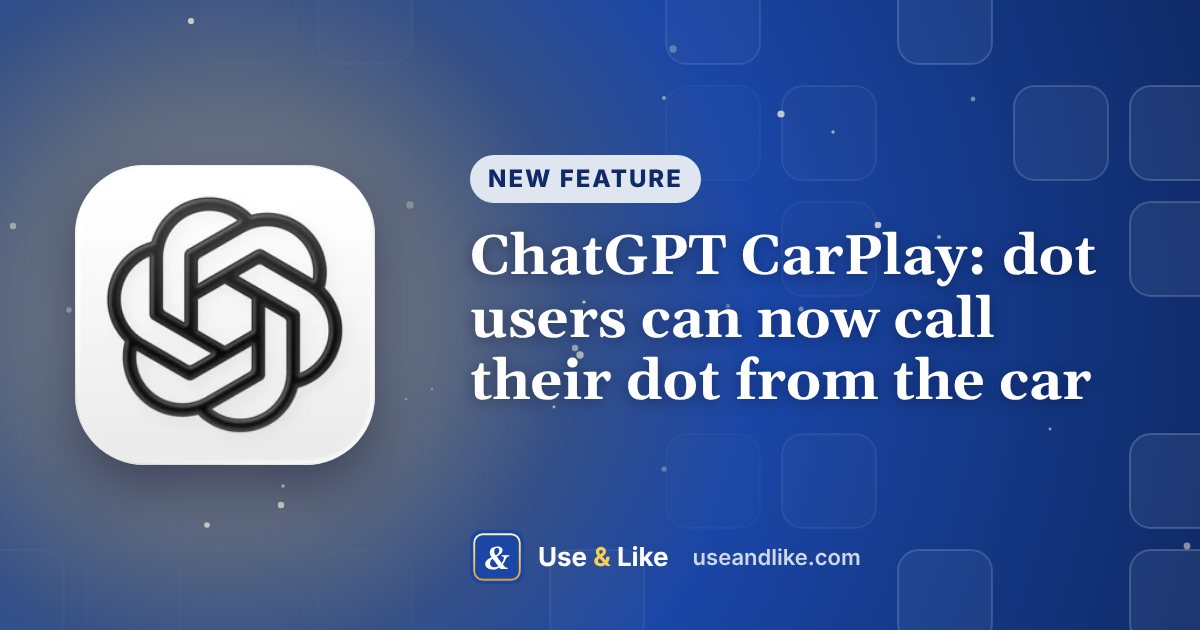 NEW FEATURE
ChatGPT CarPlay: dot
users can now call
their dot from the car
& Use & Like useandlike.com